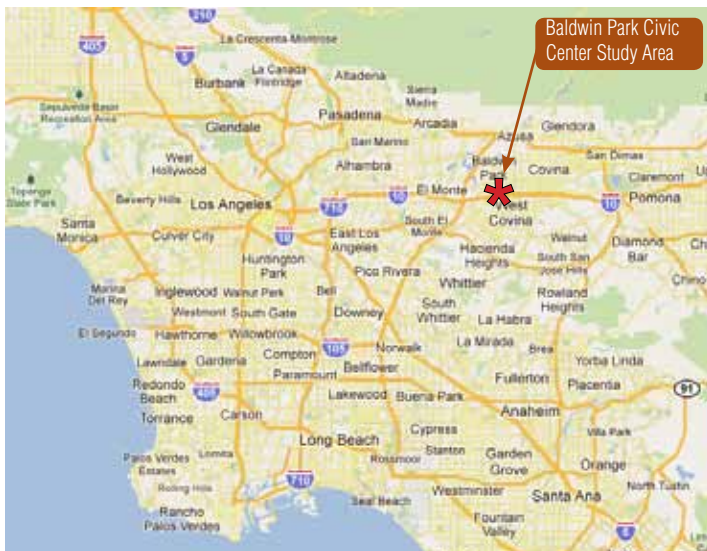 Baldwin Park Civic
Center Study Area
210
La Crescenta-Montrose
405
5
La Canada
Flintridge
Altadena
Burbank
Sierra
Madre
Sepulveda Basin
Recreation Area
Pasadena
Arcadia
Azusa
Glendora
Glendale
San Marino
San Dimas
West
Hollywood
Alhambra
Baldwin
Park
Covina
Claremont
Topanga
State Park
Beverly Hills
Los Angeles
10
El Monte
10
Pomona
710
West
Covina
Santa
Monica
Culver City
10
East Los
Angeles
South El
Monte
Walnut
Diamond
Bar
Hacienda
Heights
South San
Jose Hills
Huntington
Park
Pico Rivera
Whittier
Chino
Marina
Del Rey
Inglewood
Walnut Park
Bell
Rowland
Heights
Westmont
South Gate
Downey
South
Whittier
La Habra
El Segundo
Hawthorne
Willowbrook
105
Norwalk
La Mirada
Brea
Lawndale
Gardena
Compton
Paramount
Bellflower
Yorba Linda
Redondo
Beach
405
Fullerton
Placentia
91
Lakewood
Buena Park
Torrance
Carson
Anaheim
Cypress
Villa Park
Long Beach
Stanton
Palos Verdes
Estates
Lomita
Rossmoor
Garden
Grove
Orange
Rolling Hills
710
Westminster
Santa Ana
North Tustin
Seal Beach
Rancho
Palos Verdes
Fountain
Valley
5